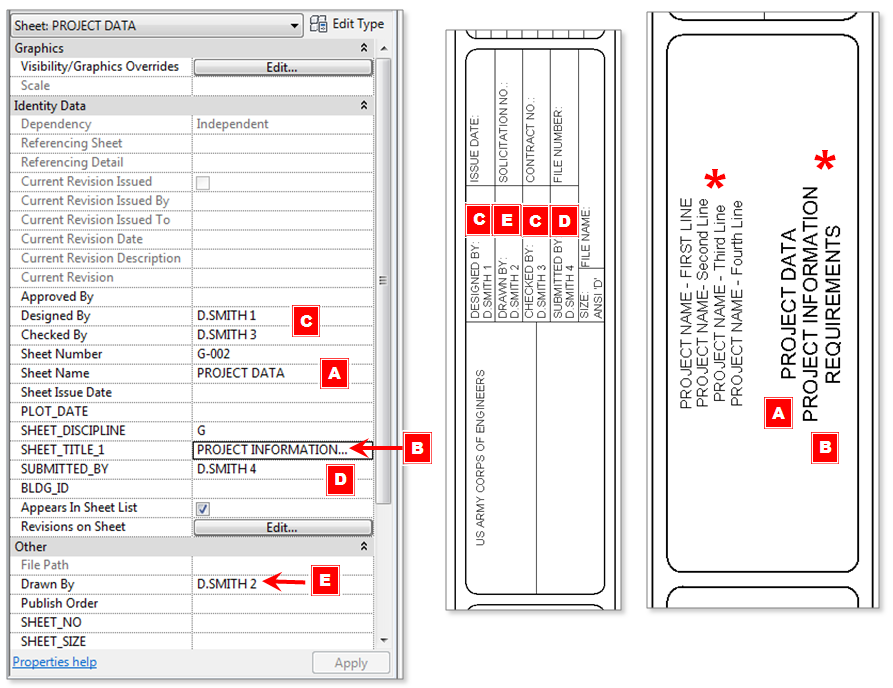 Sheet: PROJECT DATA
Edit Type
Graphics
Visibility/Graphics Overrides Edit...
Scale
Identity Data
Dependency Independent
Referencing Sheet
Referencing Detail
Current Revision Issued
Current Revision Issued By
Current Revision Issued To
Current Revision Date
Current Revision Description
Current Revision
Approved By
Designed By D.SMITH 1
C
Checked By D.SMITH 3
Sheet Number G-002
Sheet Name PROJECT DATA
A
Sheet Issue Date
PLOT_DATE
SHEET_DISCIPLINE G
SHEET_TITLE_1 PROJECT INFORMATION...
B
SUBMITTED_BY D.SMITH 4
D
BLDG_ID
Appears In Sheet List
Revisions on Sheet Edit...
Other
File Path
Drawn By D.SMITH 2
E
Publish Order
SHEET_NO
SHEET_SIZE
Properties help
Apply
ISSUE DATE:
SOLICITATION NO.:
CONTRACT NO.:
FILE NUMBER:
C
E
C
D
DESIGNED BY:
D.SMITH 1
DRAWN BY:
D.SMITH 2
CHECKED BY:
D.SMITH 3
SUBMITTED BY
D.SMITH 4
SIZE:
ANSI 'D'
FILE NAME:
US ARMY CORPS OF ENGINEERS
*
*
PROJECT NAME - FIRST LINE
PROJECT NAME- Second Line
PROJECT NAME - Third Line
PROJECT NAME - Fourth Line
PROJECT DATA
PROJECT INFORMATION
REQUIREMENTS
A
B